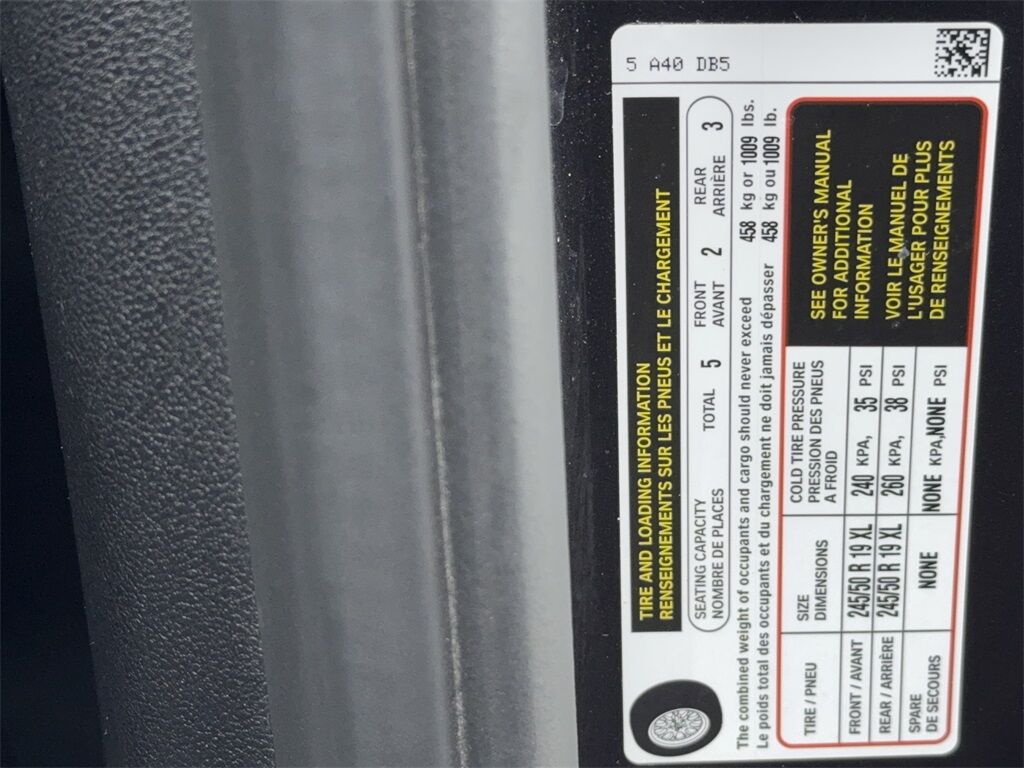 5 A40 DB5
TIRE AND LOADING INFORMATION
RENSEIGNEMENTS SUR LES PNEUS ET LE CHARGEMENT
SEATING CAPACITY
NOMBRE DE PLACES
TOTAL 5
FRONT
AVANT 2
REAR
ARRIÈRE 3
The combined weight of occupants and cargo should never exceed 458 kg or 1009 lbs.
Le poids total des occupants et du chargement ne doit jamais dépasser 458 kg ou 1009 lb.
TIRE / PNEU
SIZE
DIMENSIONS
COLD TIRE PRESSURE
PRESSION DES PNEUS
A FROID
FRONT / AVANT 245/50 R 19 XL 240 KPA, 35 PSI
REAR / ARRIÈRE 245/50 R 19 XL 260 KPA, 38 PSI
SPARE
DE SECOURS NONE NONE KPA,NONE PSI
SEE OWNER'S MANUAL
FOR ADDITIONAL
INFORMATION
VOIR LE MANUEL DE
L'USAGER POUR PLUS
DE RENSEIGNEMENTS